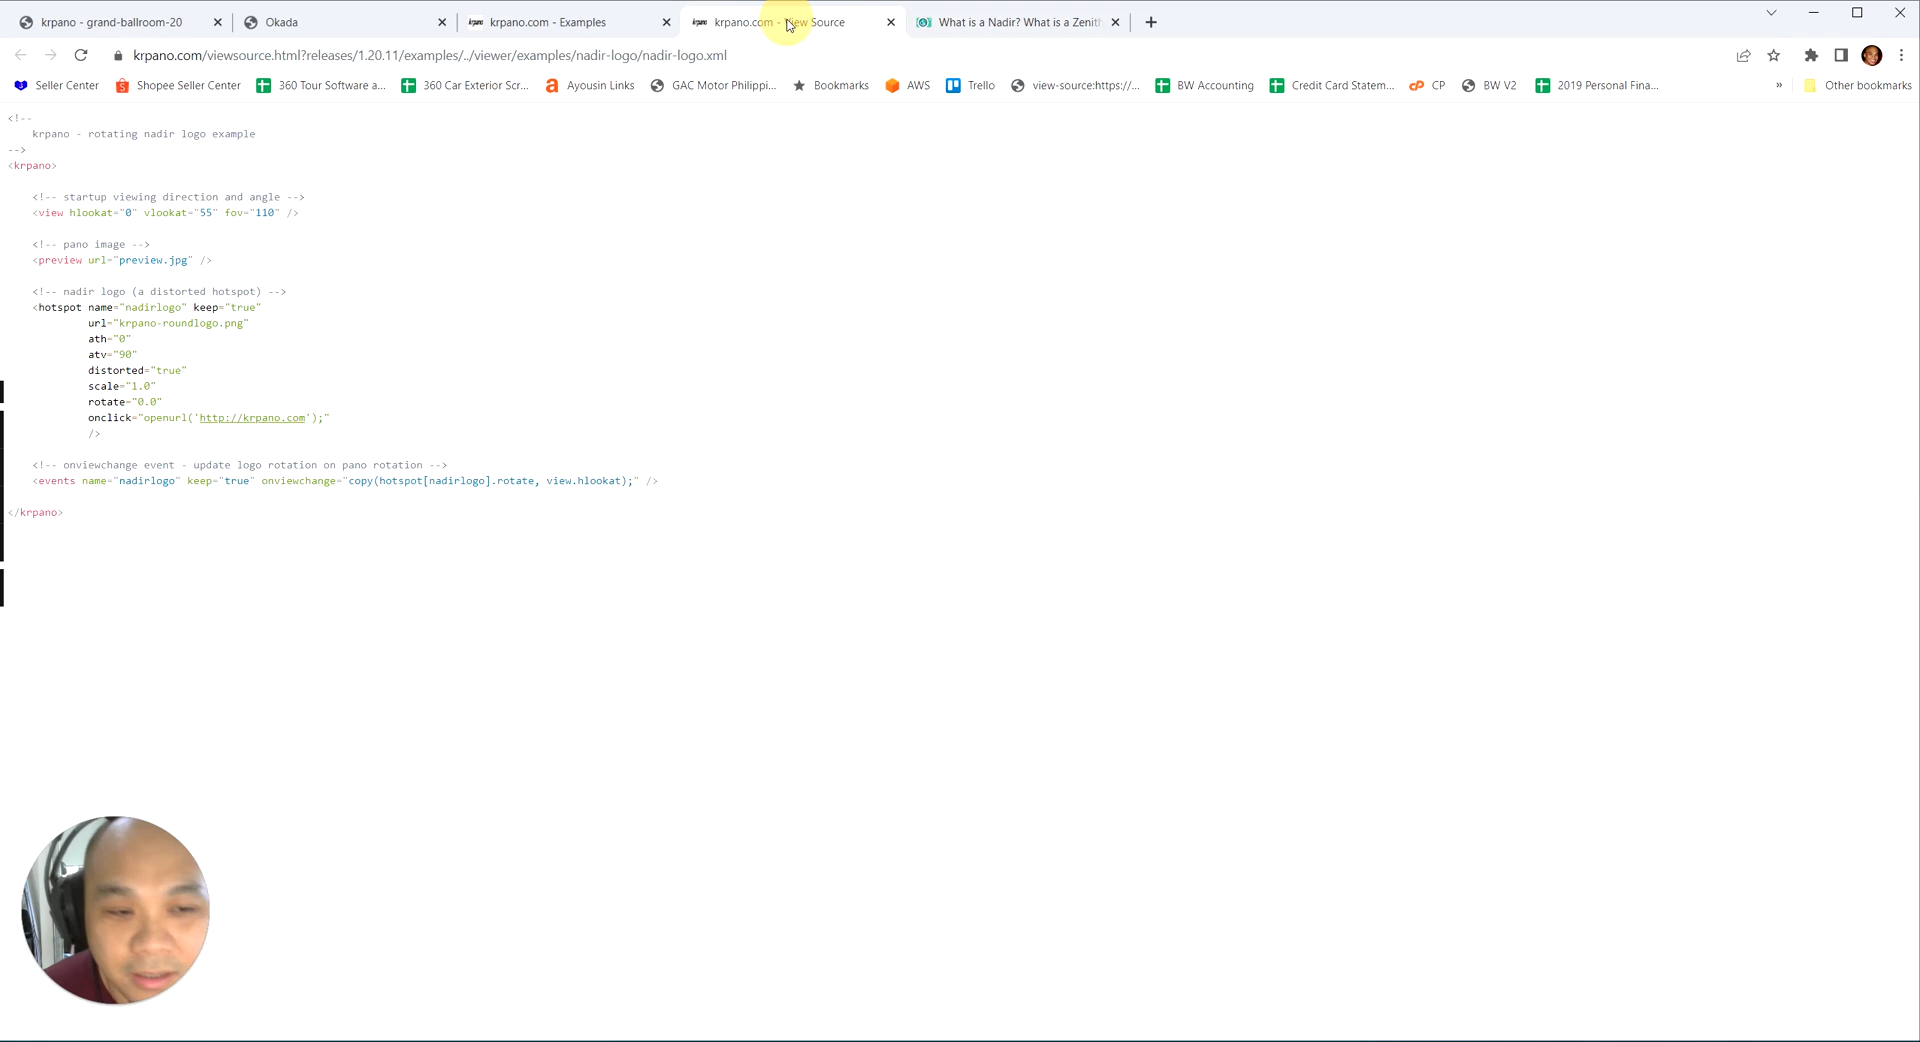 krpano - grand-ballroom-20
Okada
krpano krpano.com - Examples
krpano krpano.com - View Source
What is a Nadir? What is a Zenith
krpano.com/viewsource.html?releases/1.20.11/examples/../viewer/examples/nadir-logo/nadir-logo.xml
Seller Center
Shopee Seller Center
360 Tour Software a...
360 Car Exterior Scr...
Ayousin Links
GAC Motor Philippi...
Bookmarks
AWS
Trello
view-source:https://...
BW Accounting
Credit Card Statem...
CP
BW V2
2019 Personal Fina...
»
Other bookmarks
<!--
krpano - rotating nadir logo example
-->
<krpano>
<!-- startup viewing direction and angle -->
<view hlookat="0" vlookat="55" fov="110" />
<!-- pano image -->
<preview url="preview.jpg" />
<!-- nadir logo (a distorted hotspot) -->
<hotspot name="nadirlogo" keep="true"
url="krpano-roundlogo.png"
ath="0"
atv="90"
distorted="true"
scale="1.0"
rotate="0.0"
onclick="openurl('http://krpano.com');"
/>
<!-- onviewchange event - update logo rotation on pano rotation -->
<events name="nadirlogo" keep="true" onviewchange="copy(hotspot[nadirlogo].rotate, view.hlookat);" />
</krpano>